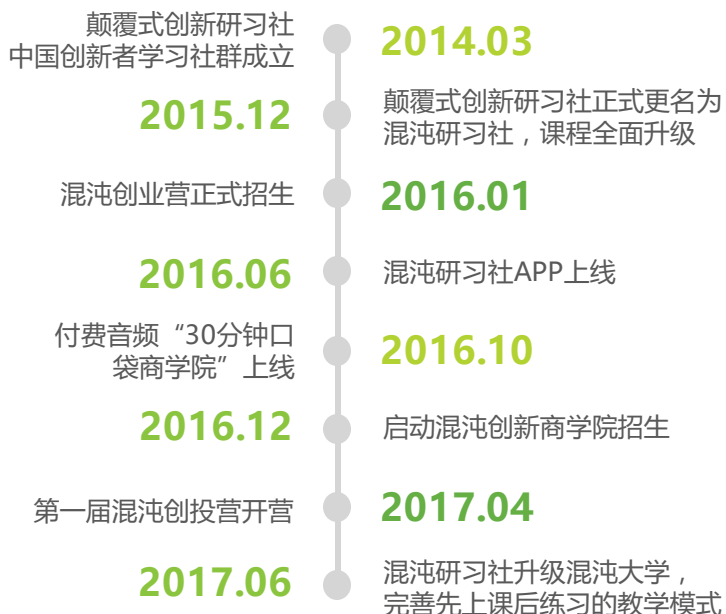 颠覆式创新研习社
中国创新者学习社群成立
2014.03
2015.12
颠覆式创新研习社正式更名为
混沌研习社，课程全面升级
混沌创业营正式招生
2016.01
2016.06
混沌研习社APP上线
付费音频“30分钟口
袋商学院”上线
2016.10
2016.12
启动混沌创新商学院招生
第一届混沌创投营开营
2017.04
2017.06
混沌研习社升级混沌大学，
完善先上课后练习的教学模式